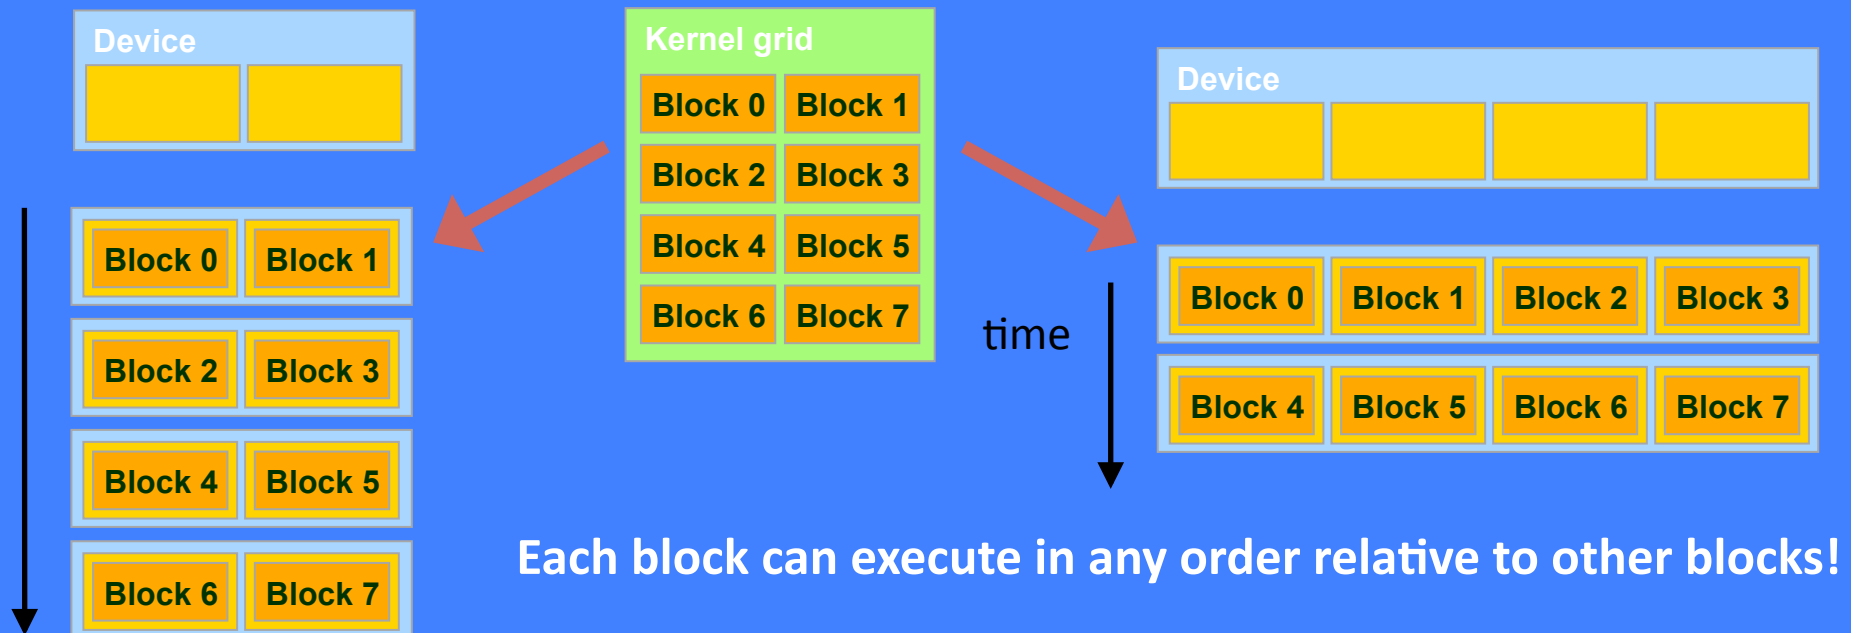 Device
Block 0 Block 1
Block 2 Block 3
Block 4 Block 5
Block 6 Block 7
Kernel grid
Block 0 Block 1
Block 2 Block 3
Block 4 Block 5
Block 6 Block 7
Device
time
Block 0 Block 1 Block 2 Block 3
Block 4 Block 5 Block 6 Block 7
Each block can execute in any order relative to other blocks!